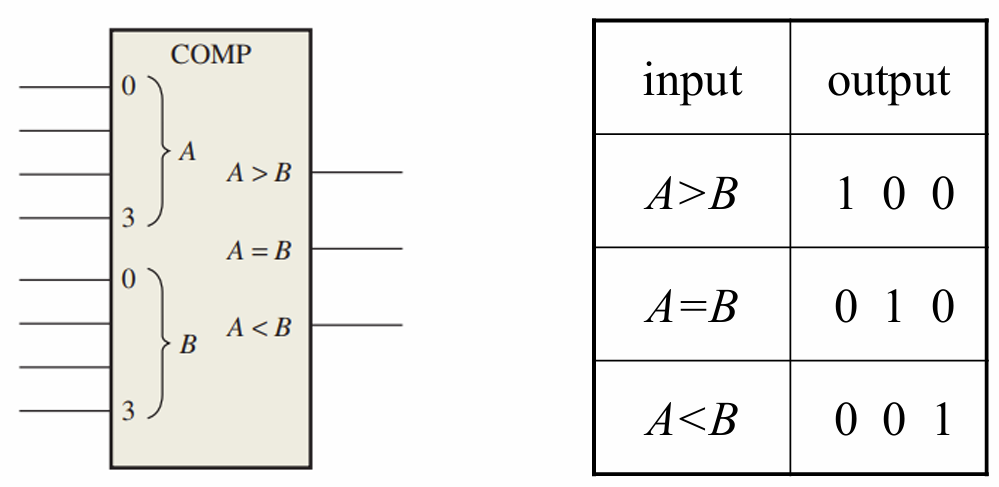 COMP
0
A
A > B
3
A = B
0
A < B
B
3
input output
A>B 1 0 0
A=B 0 1 0
A<B 0 0 1